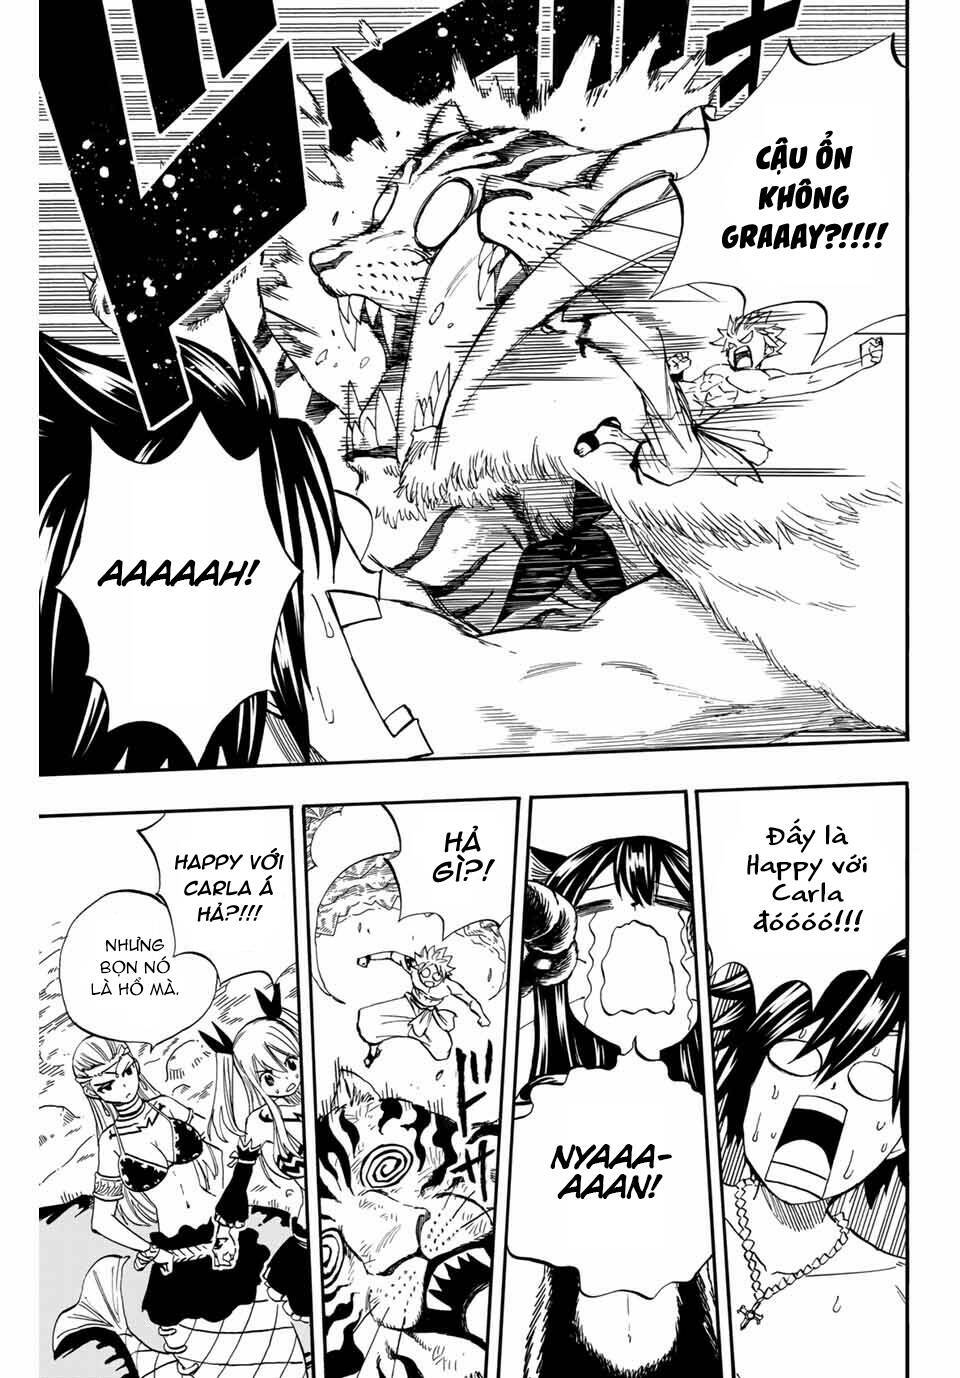 CẬU ỔN
KHÔNG
GRAAAY?!!!!
AAAAAH!
Đấy là
Happy với
Carla
đóóóó!!!
NYAAA-
AAAN!
HẢ
GÌ?!
HAPPY VỚI
CARLA Á
HẢ?!!!
NHƯNG
BỌN NÓ
LÀ HỔ MÀ.